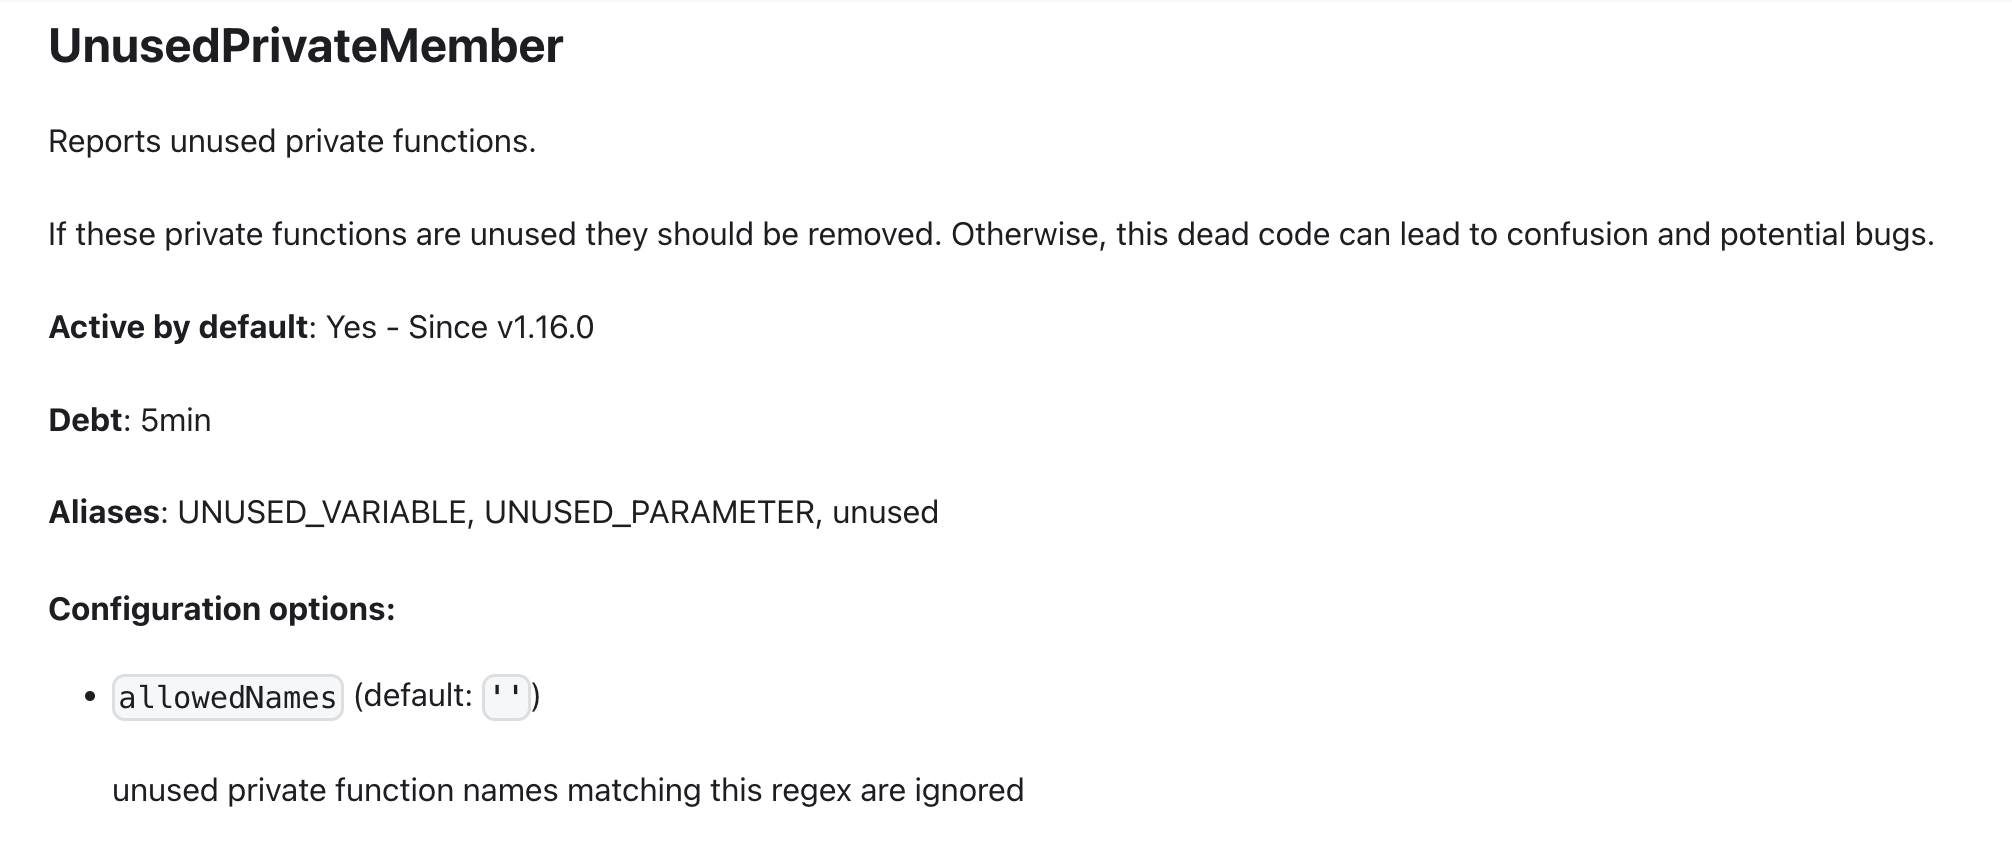 UnusedPrivateMember
Reports unused private functions.
If these private functions are unused they should be removed. Otherwise, this dead code can lead to confusion and potential bugs.
Active by default: Yes - Since v1.16.0
Debt: 5min
Aliases: UNUSED_VARIABLE, UNUSED_PARAMETER, unused
Configuration options:
• allowedNames (default: '')
unused private function names matching this regex are ignored